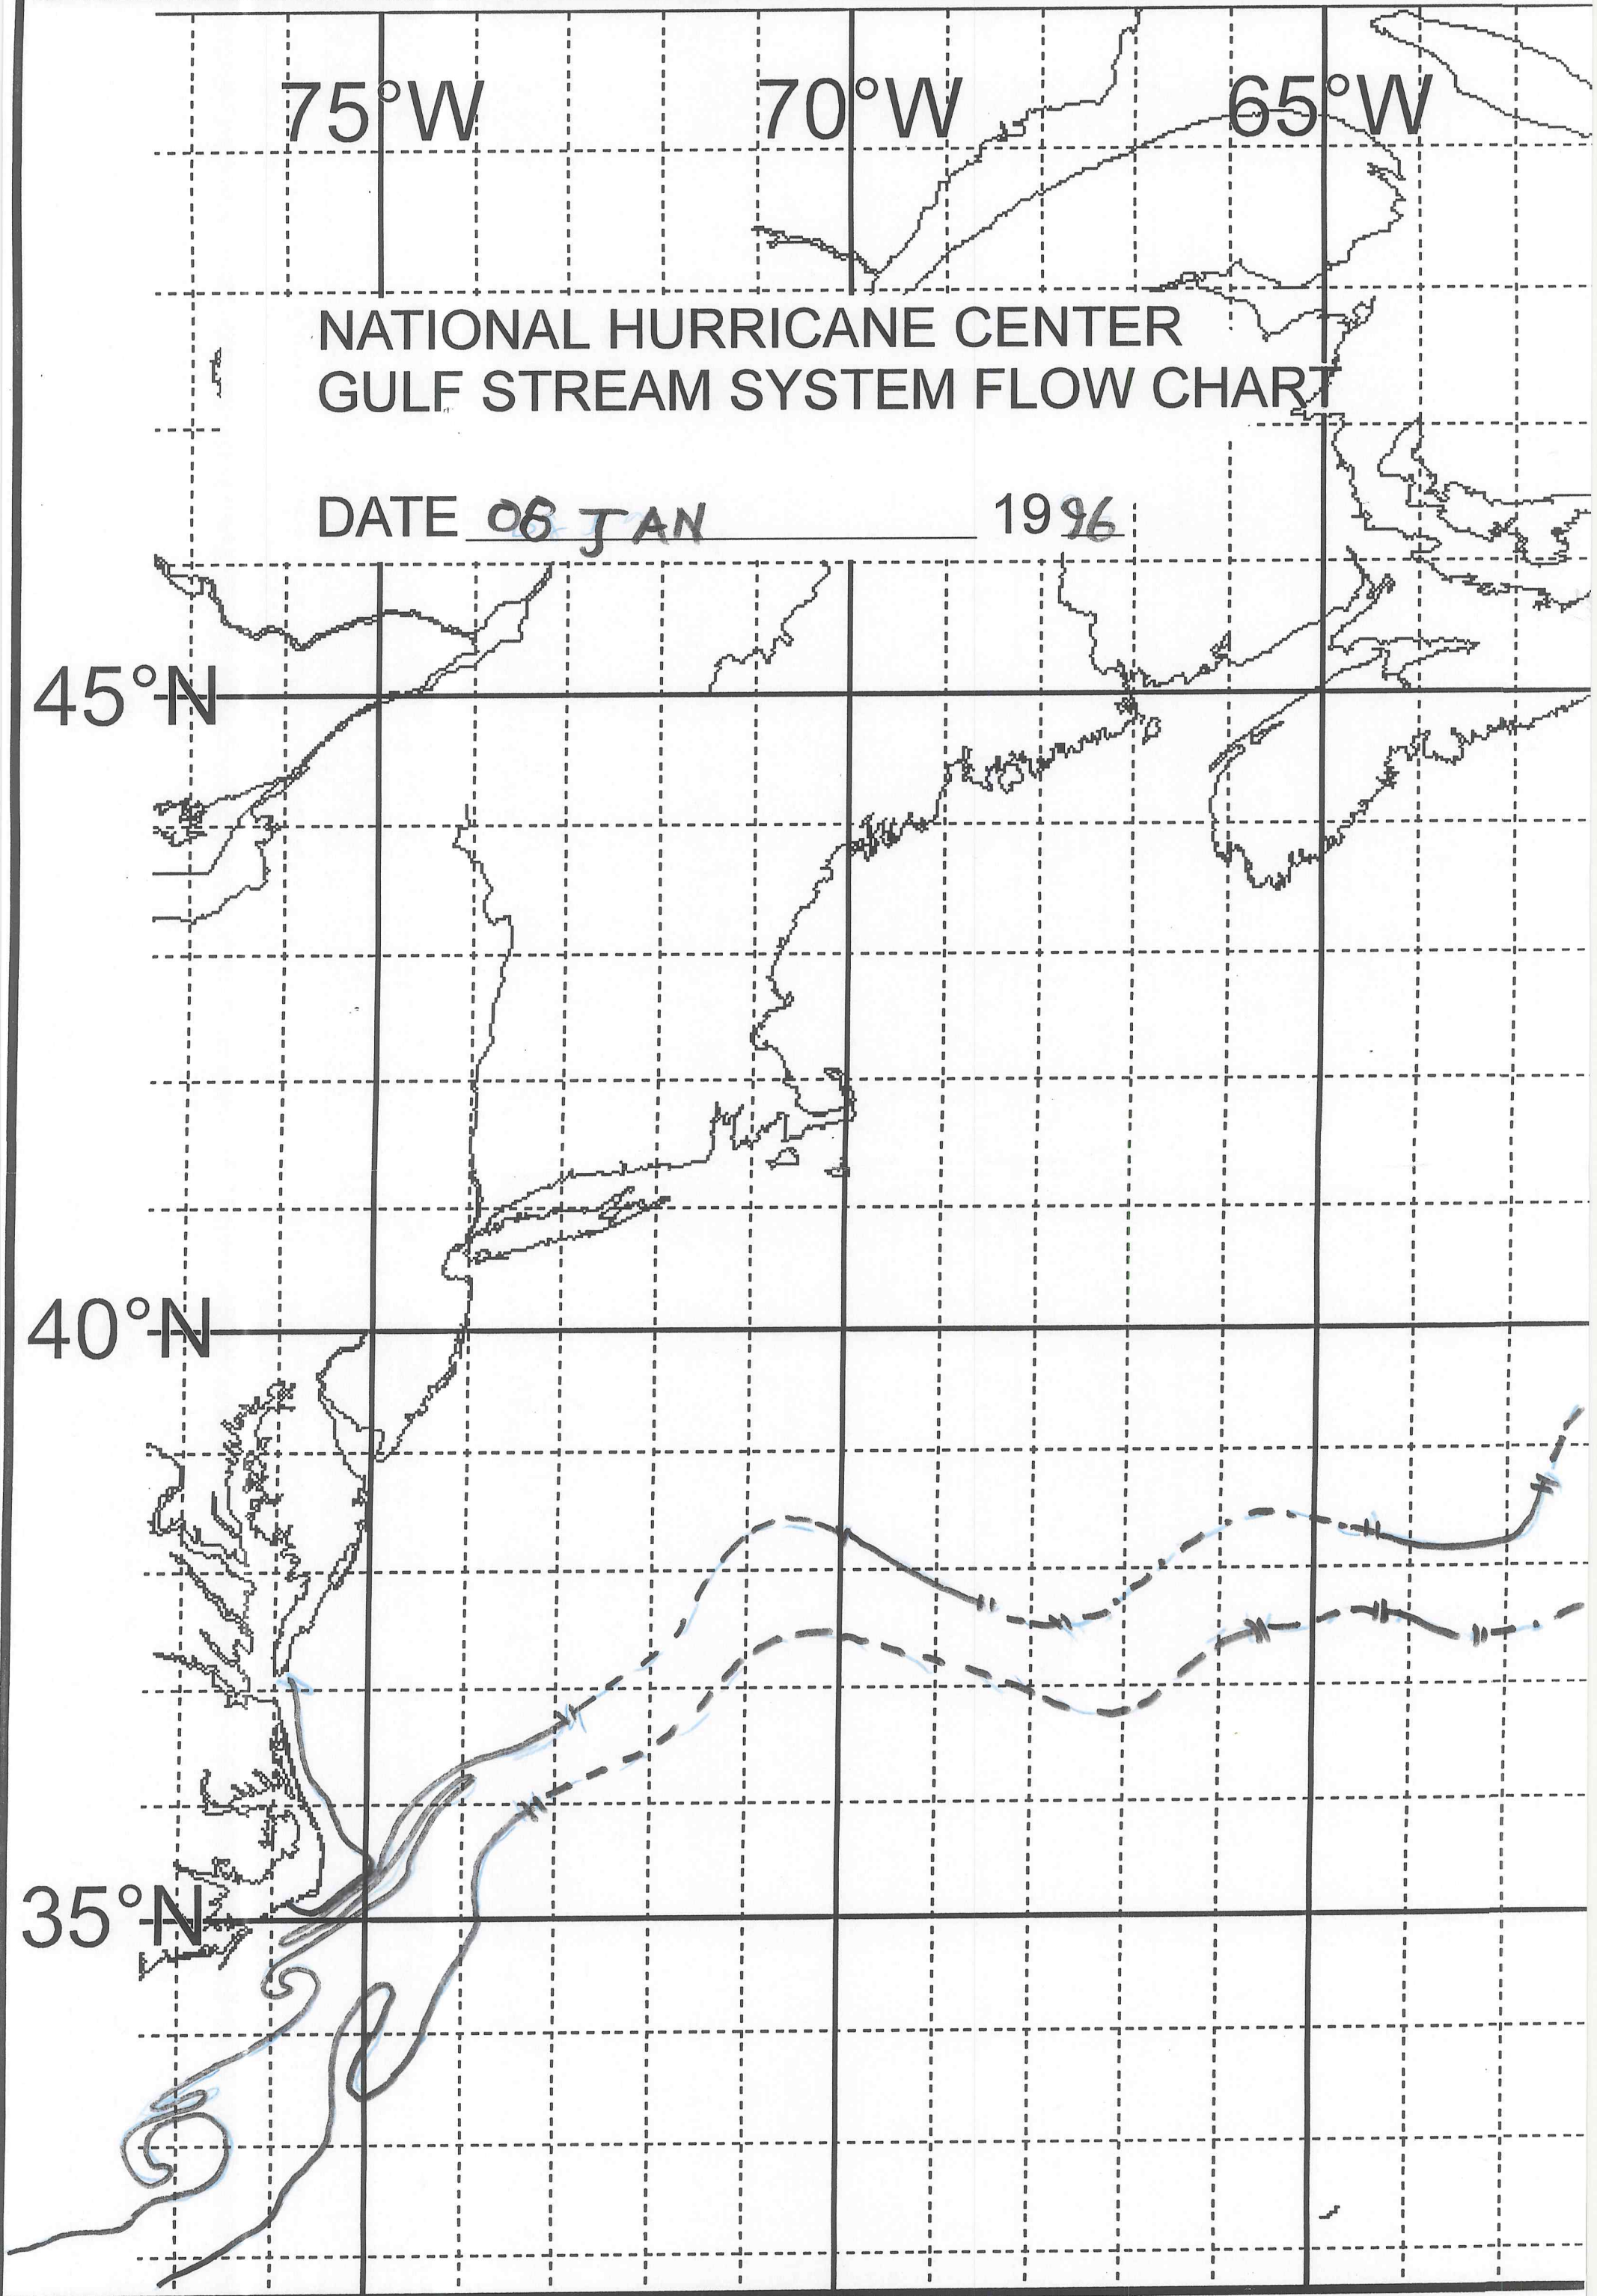 75°W 70°W 65°W
NATIONAL HURRICANE CENTER
GULF STREAM SYSTEM FLOW CHART
DATE 06 JAN 1996
45°N
40°N
35°N